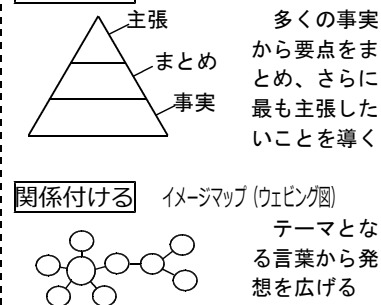 主張
まとめ
事実
多くの事実
から要点をま
とめ、さらに
最も主張した
いことを導く
関係付ける イメージマップ(ウェビング図)
テーマとな
る言葉から発
想を広げる